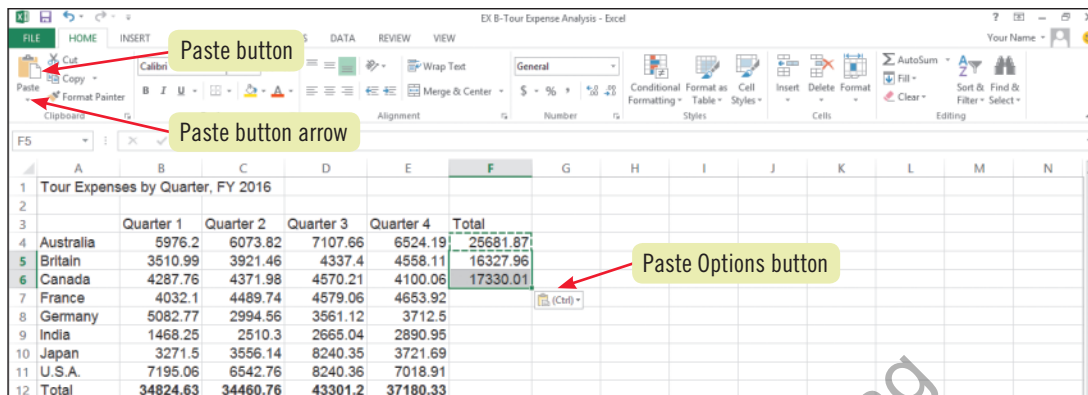 EX B-Tour Expense Analysis - Excel
FILE HOME INSERT S DATA REVIEW VIEW Your Name
Paste button
Cut
Copy
Format Painter
Paste
Calibri
B I U A
Wrap Text
Merge & Center
General
$ % ,
Conditional Formatting
Format as Table
Cell Styles
Insert Delete Format
AutoSum
Fill
Clear
Sort & Filter
Find & Select
Clipboard Alignment Number Styles Cells Editing
Paste button arrow
F5
A B C D E F G H I J K L M N
1 Tour Expenses by Quarter, FY 2016
2
3 Quarter 1 Quarter 2 Quarter 3 Quarter 4 Total
4 Australia 5976.2 6073.82 7107.66 6524.19 25681.87
5 Britain 3510.99 3921.46 4337.4 4558.11 16327.96
6 Canada 4287.76 4371.98 4570.21 4100.06 17330.01
Paste Options button
7 France 4032.1 4489.74 4579.06 4653.92
(Ctrl)
8 Germany 5082.77 2994.56 3561.12 3712.5
9 India 1468.25 2510.3 2665.04 2890.95
10 Japan 3271.5 3556.14 8240.35 3721.69
11 U.S.A. 7195.06 6542.76 8240.36 7018.91
12 Total 34824.63 34460.76 43301.2 37180.33